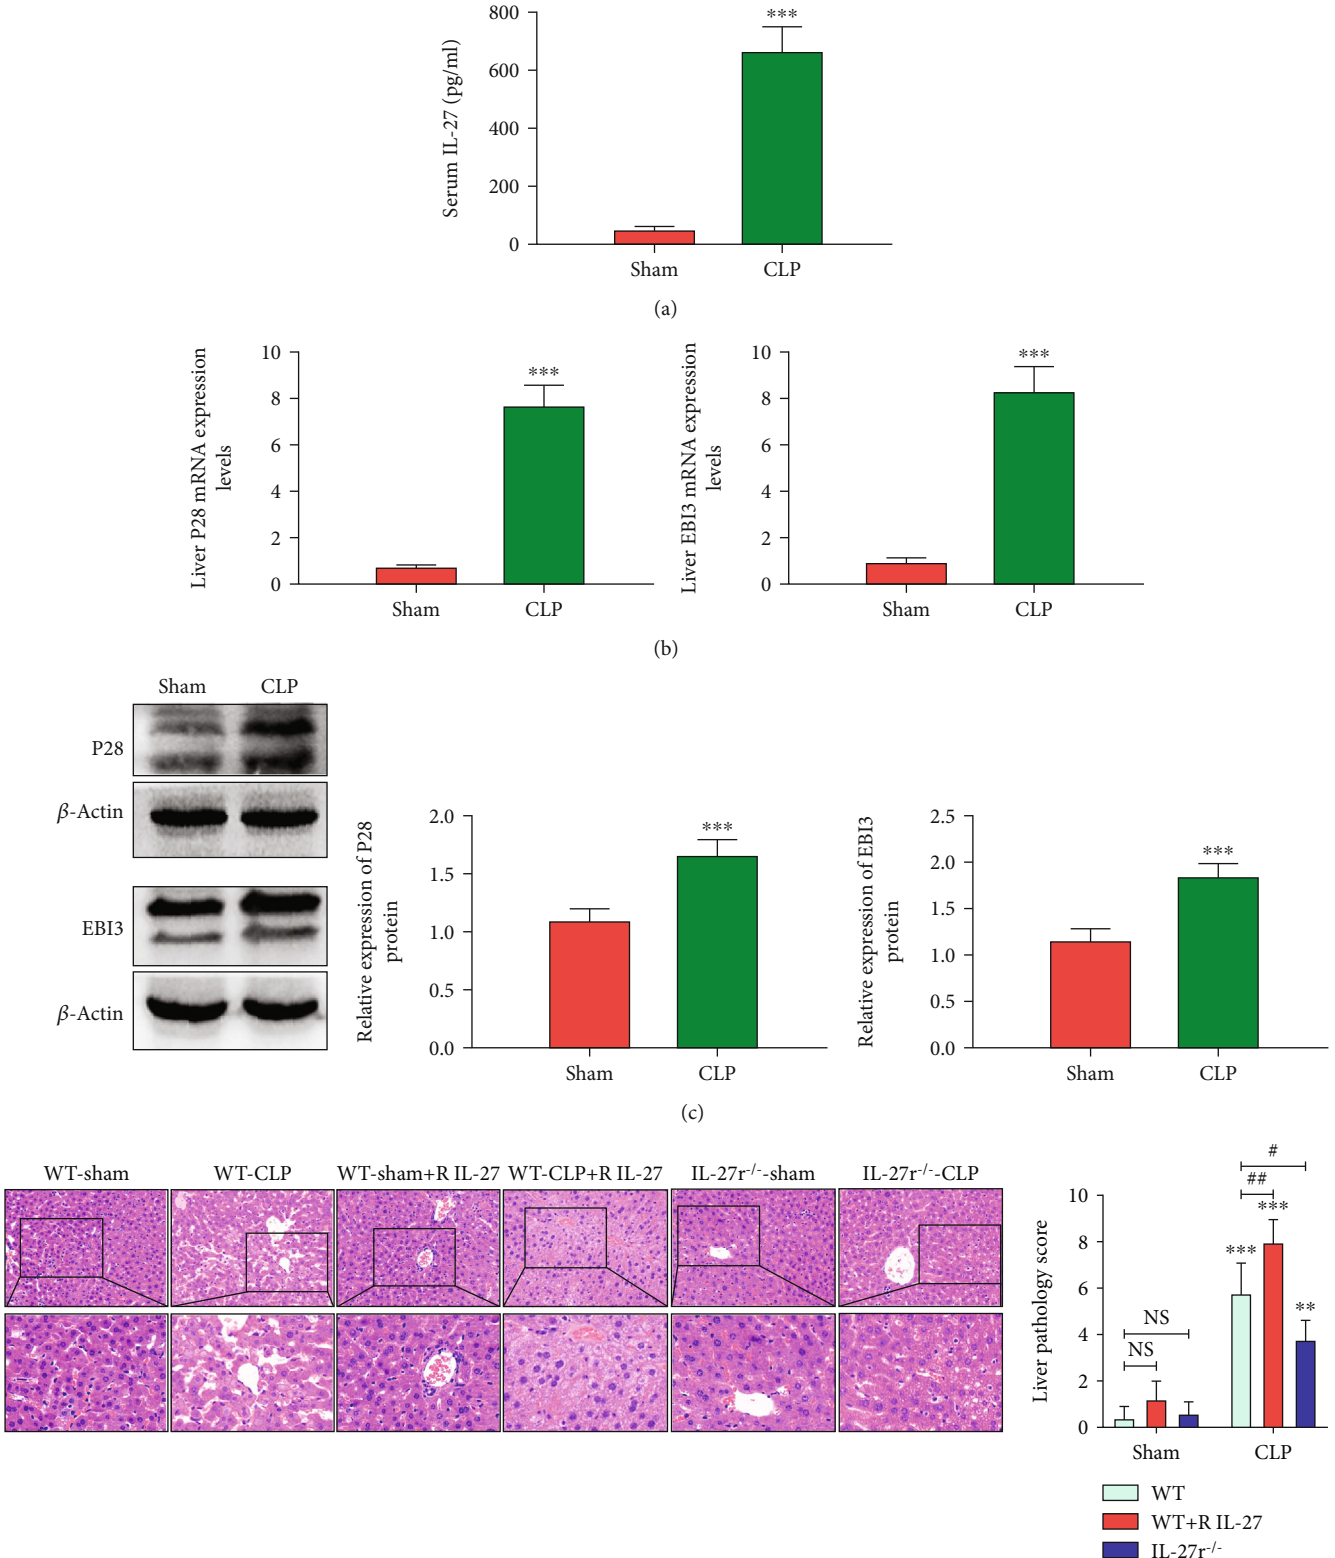 800
600
400
200
0
Serum IL-27 (pg/ml)
***
Sham
CLP
(a)
10
8
6
4
2
0
Liver P28 mRNA expression
levels
***
Sham
CLP
10
8
6
4
2
0
Liver EBI3 mRNA expression
levels
***
Sham
CLP
(b)
Sham
CLP
P28
β-Actin
EBI3
β-Actin
2.0
1.5
1.0
0.5
0.0
Relative expression of P28
protein
***
Sham
CLP
2.5
2.0
1.5
1.0
0.5
0.0
Relative expression of EBI3
protein
***
Sham
CLP
(c)
WT-sham
WT-CLP
WT-sham+R IL-27
WT-CLP+R IL-27
IL-27r-/--sham
IL-27r-/--CLP
10
8
6
4
2
0
Liver pathology score
NS
NS
#
##
***
***
**
Sham
CLP
WT
WT+R IL-27
IL-27r-/-